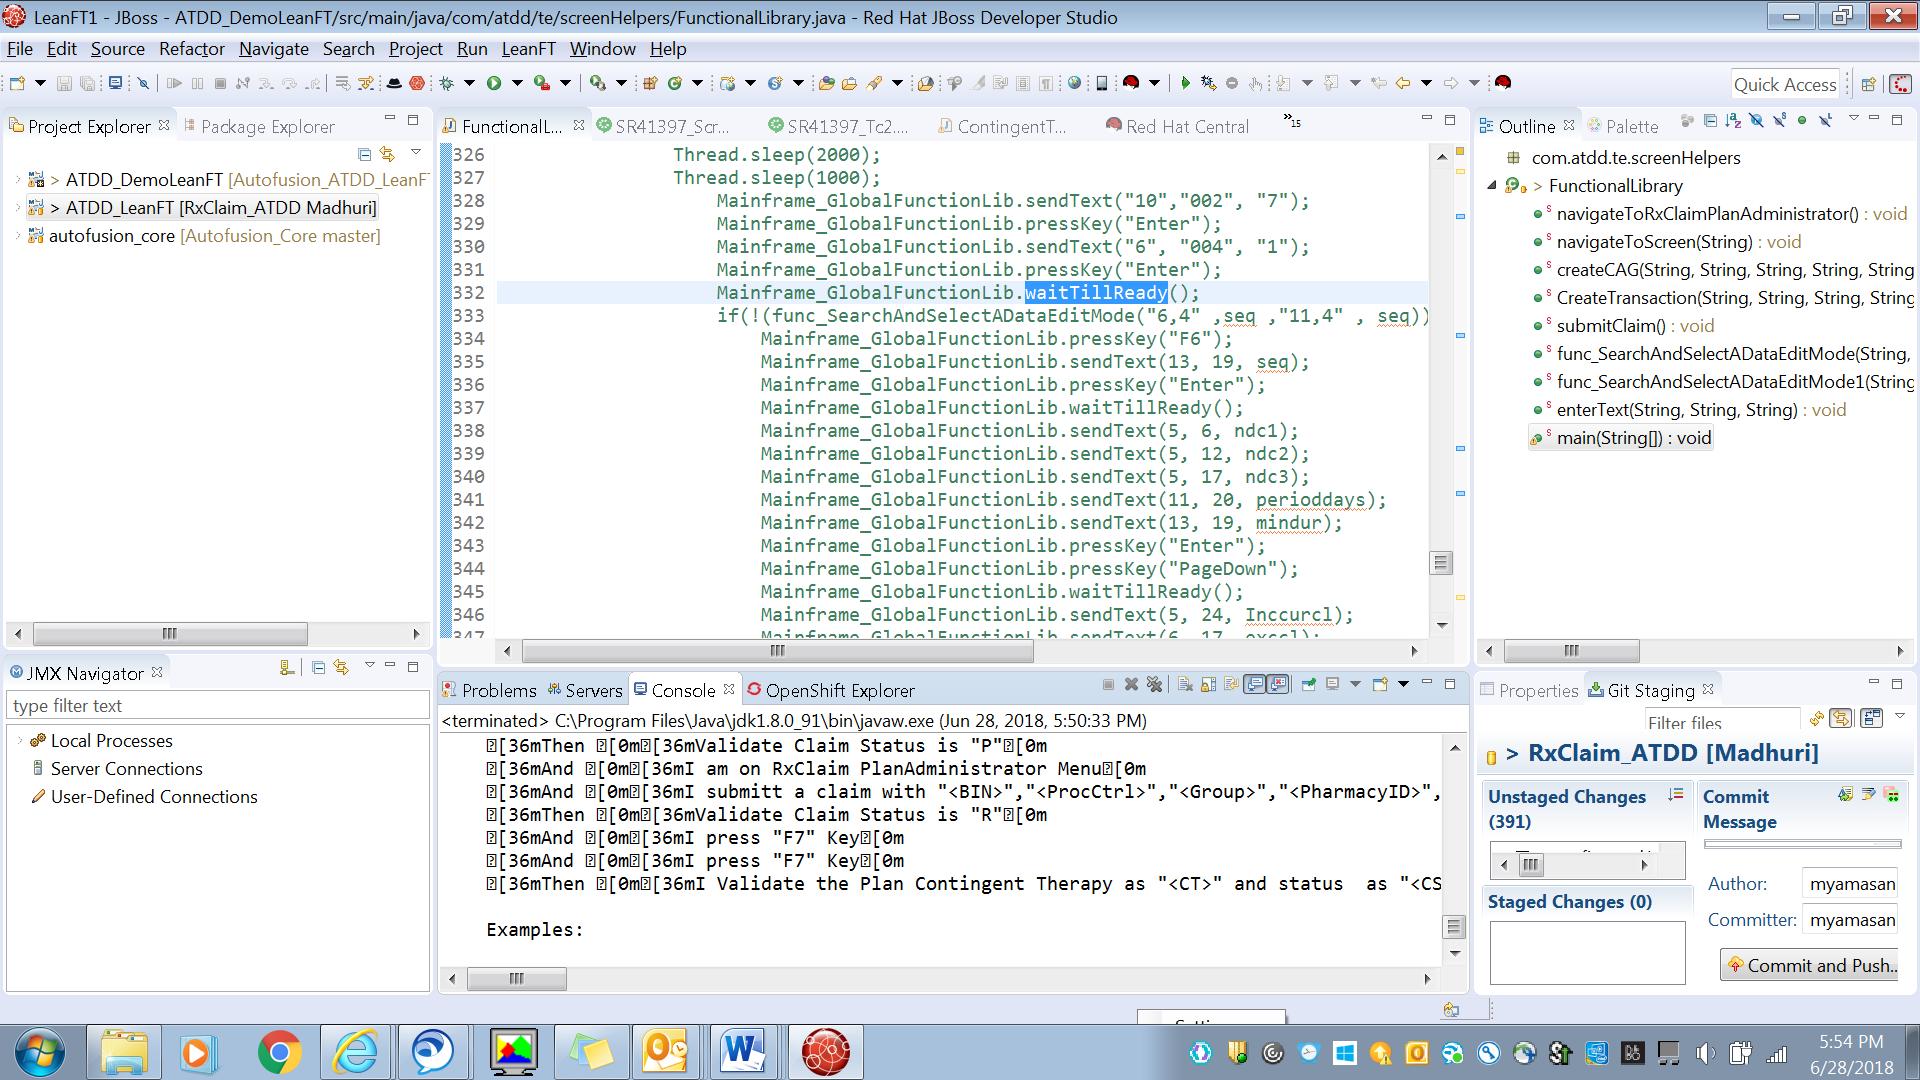 LeanFT1 - JBoss - ATDD_DemoLeanFT/src/main/java/com/atdd/te/screenHelpers/FunctionalLibrary.java - Red Hat JBoss Developer Studio
File Edit Source Refactor Navigate Search Project Run LeanFT Window Help
Quick Access
Project Explorer
Package Explorer
> ATDD_DemoLeanFT [Autofusion_ATDD_LeanF
> ATDD_LeanFT [RxClaim_ATDD Madhuri]
autofusion_core [Autofusion_Core master]
FunctionalL... SR41397_Scr... SR41397_Tc2.... ContingentT... Red Hat Central »15
326 Thread.sleep(2000);
327 Thread.sleep(1000);
328 Mainframe_GlobalFunctionLib.sendText("10","002", "7");
329 Mainframe_GlobalFunctionLib.pressKey("Enter");
330 Mainframe_GlobalFunctionLib.sendText("6", "004", "1");
331 Mainframe_GlobalFunctionLib.pressKey("Enter");
332 Mainframe_GlobalFunctionLib.waitTillReady();
333 if(!(func_SearchAndSelectADataEditMode("6,4" ,seq ,"11,4" , seq))
334 Mainframe_GlobalFunctionLib.pressKey("F6");
335 Mainframe_GlobalFunctionLib.sendText(13, 19, seq);
336 Mainframe_GlobalFunctionLib.pressKey("Enter");
337 Mainframe_GlobalFunctionLib.waitTillReady();
338 Mainframe_GlobalFunctionLib.sendText(5, 6, ndc1);
339 Mainframe_GlobalFunctionLib.sendText(5, 12, ndc2);
340 Mainframe_GlobalFunctionLib.sendText(5, 17, ndc3);
341 Mainframe_GlobalFunctionLib.sendText(11, 20, perioddays);
342 Mainframe_GlobalFunctionLib.sendText(13, 19, mindur);
343 Mainframe_GlobalFunctionLib.pressKey("Enter");
344 Mainframe_GlobalFunctionLib.pressKey("PageDown");
345 Mainframe_GlobalFunctionLib.waitTillReady();
346 Mainframe_GlobalFunctionLib.sendText(5, 24, Inccurcl);
347 Mainframe_GlobalFunctionLib.sendText(6, 17, exccl);
Outline
Palette
com.atdd.te.screenHelpers
> FunctionalLibrary
navigateToRxClaimPlanAdministrator() : void
navigateToScreen(String) : void
createCAG(String, String, String, String, String
CreateTransaction(String, String, String, String,
submitClaim() : void
func_SearchAndSelectADataEditMode(String,
func_SearchAndSelectADataEditMode1(String
enterText(String, String, String) : void
main(String[]) : void
JMX Navigator
type filter text
Local Processes
Server Connections
User-Defined Connections
Problems Servers Console OpenShift Explorer
<terminated> C:\Program Files\Java\jdk1.8.0_91\bin\javaw.exe (Jun 28, 2018, 5:50:33 PM)
[36mThen [0m[36mValidate Claim Status is "P"[0m
[36mAnd [0m[36mI am on RxClaim PlanAdministrator Menu[0m
[36mAnd [0m[36mI submitt a claim with "<BIN>","<ProcCtrl>","<Group>","<PharmacyID>",
[36mThen [0m[36mValidate Claim Status is "R"[0m
[36mAnd [0m[36mI press "F7" Key[0m
[36mAnd [0m[36mI press "F7" Key[0m
[36mThen [0m[36mI Validate the Plan Contingent Therapy as "<CT>" and status as "<CS
Examples:
Properties Git Staging
Filter files
> RxClaim_ATDD [Madhuri]
Unstaged Changes (391)
Staged Changes (0)
Commit Message
Author: myamasan
Committer: myamasan
Commit and Push...
5:54 PM
6/28/2018